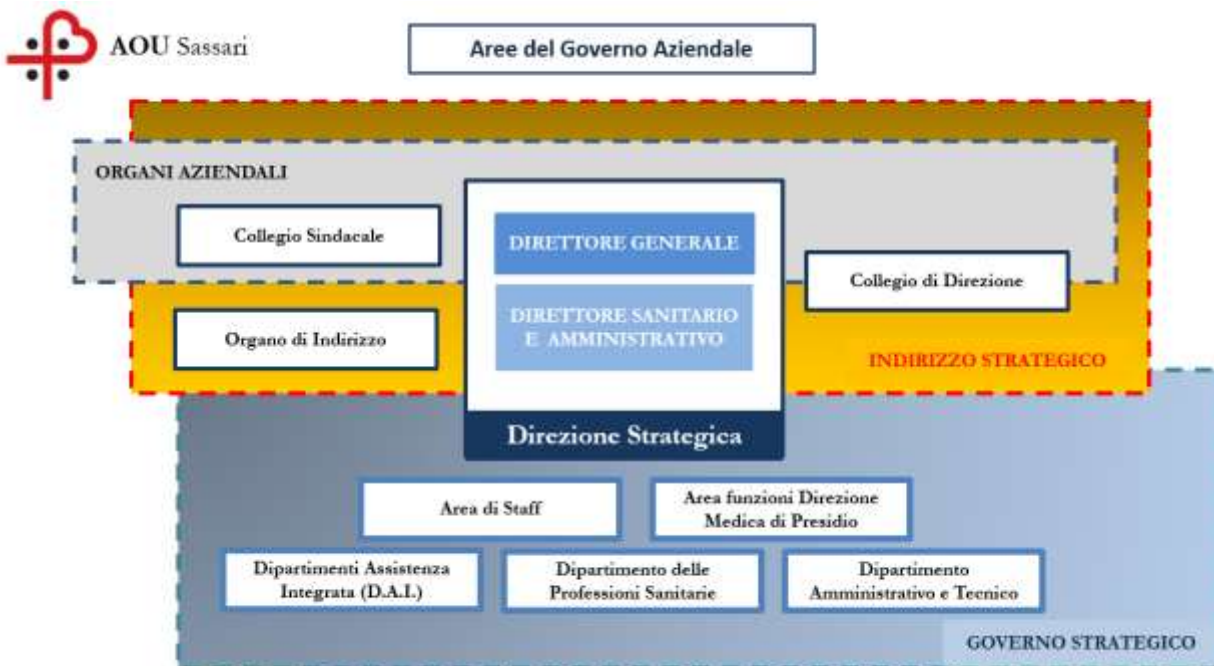 AOU Sassari
Aree del Governo Aziendale
ORGANI AZIENDALI
Collegio Sindacale
DIRETTORE GENERALE
Collegio di Direzione
DIRETTORE SANITARIO
E AMMINISTRATIVO
Organo di Indirizzo
INDIRIZZO STRATEGICO
Direzione Strategica
Area di Staff
Area funzioni Direzione
Medica di Presidio
Dipartimenti Assistenza
Integrata (D.A.I.)
Dipartimento delle
Professioni Sanitarie
Dipartimento
Amministrativo e Tecnico
GOVERNO STRATEGICO